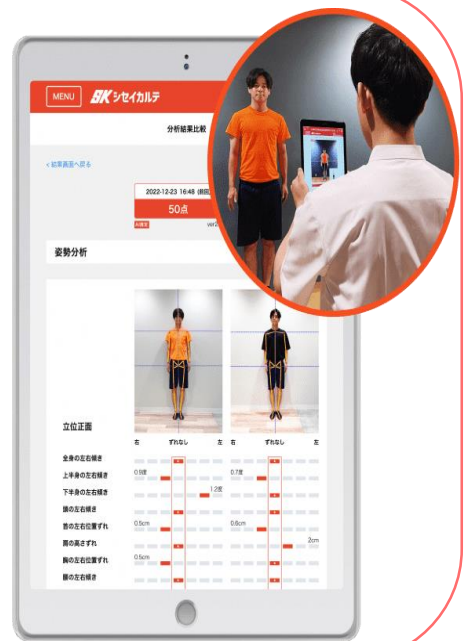 MENU SK シセイカルテ
分析結果比較
< 結果画面へ戻る
2022-12-23 16:48 (前回)
50点
姿勢分析
立位正面
右 ずれなし 左 右 ずれなし 左
全身の左右傾き
上半身の左右傾き 0.9度 0.7度
下半身の左右傾き 1.2度
頭の左右傾き
首の左右位置ずれ 0.5cm 0.6cm
肩の高さずれ 2cm
胸の左右位置ずれ 0.5cm
腰の左右傾き